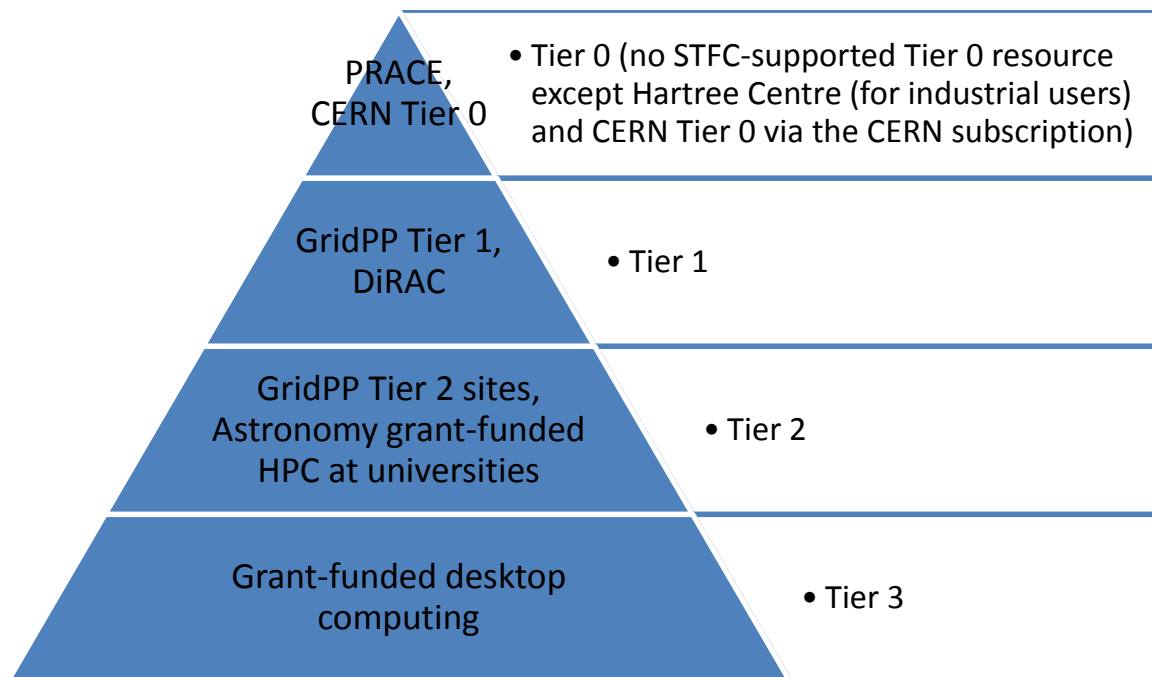 PRACE,
CERN Tier 0
• Tier 0 (no STFC-supported Tier 0 resource
except Hartree Centre (for industrial users)
and CERN Tier 0 via the CERN subscription)
GridPP Tier 1,
DiRAC
• Tier 1
GridPP Tier 2 sites,
Astronomy grant-funded
HPC at universities
• Tier 2
Grant-funded desktop
computing
• Tier 3